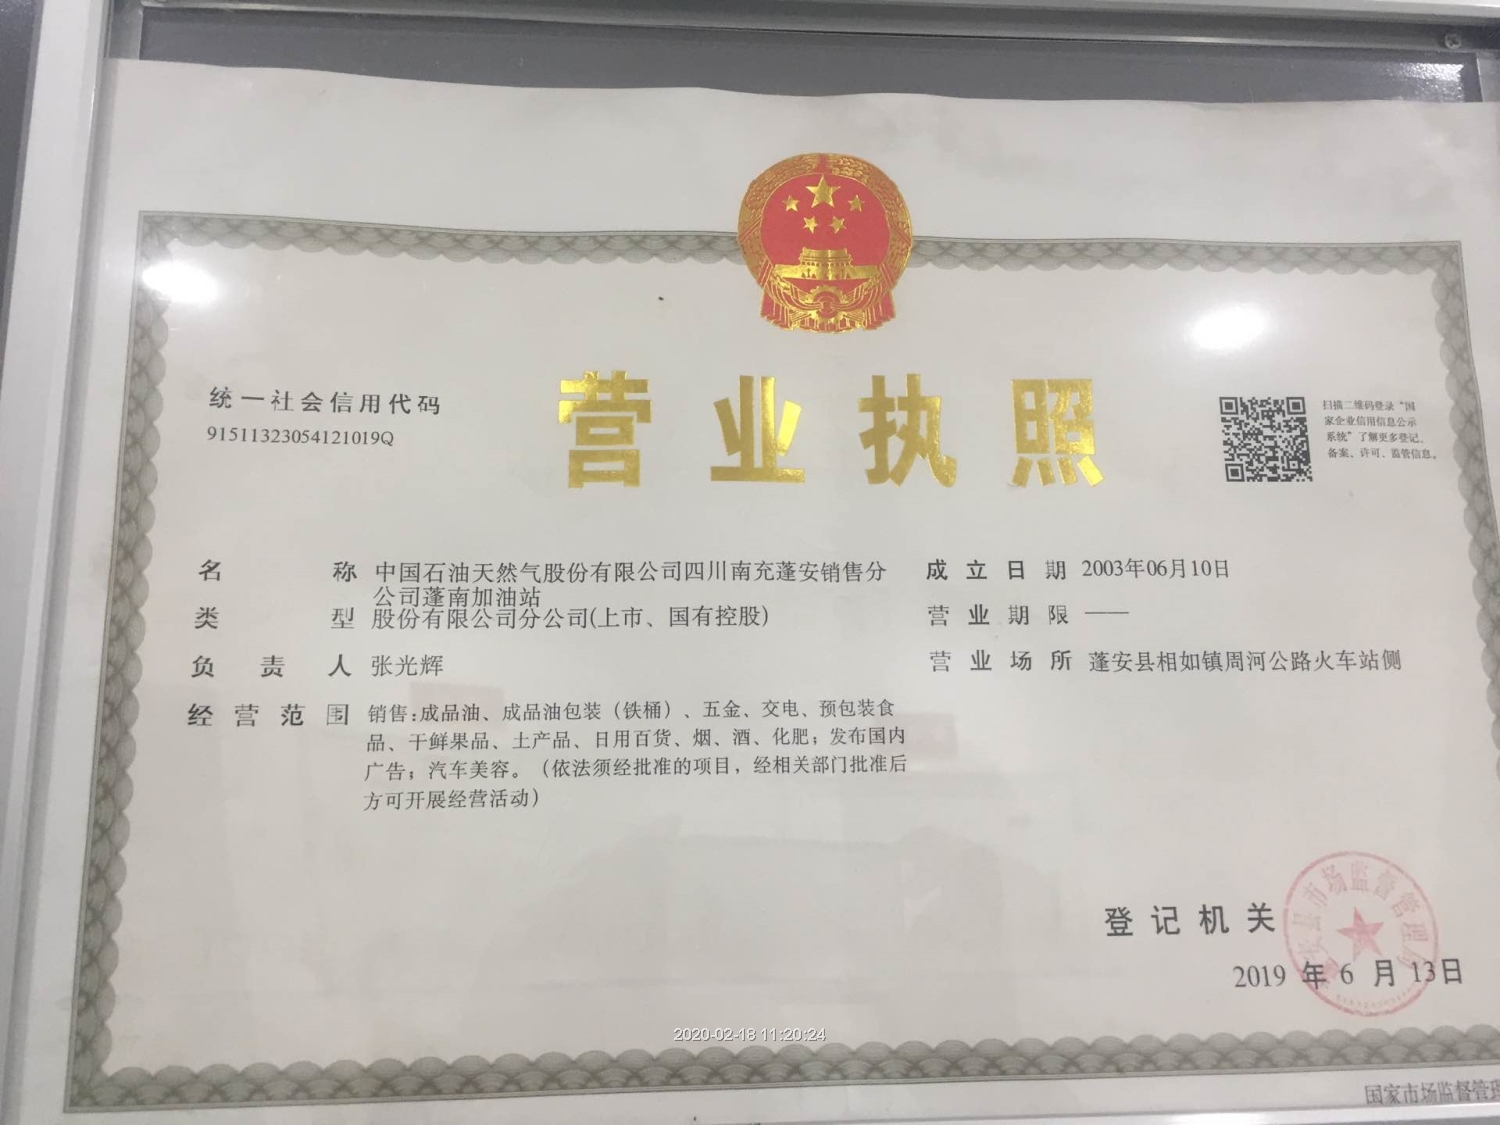 营业执照
统一社会信用代码
91511323054121019Q
扫描二维码登录“国
家企业信用信息公示
系统”了解更多登记、
备案、许可、监管信息。
名称 中国石油天然气股份有限公司四川南充蓬安销售分
公司蓬南加油站
类型 股份有限公司分公司(上市、国有控股)
负责人 张光辉
经营范围 销售:成品油、成品油包装（铁桶）、五金、交电、预包装食
品、干鲜果品、土产品、日用百货、烟、酒、化肥；发布国内
广告；汽车美容。（依法须经批准的项目，经相关部门批准后
方可开展经营活动）
成立日期 2003年06月10日
营业期限 ——
营业场所 蓬安县相如镇周河公路火车站侧
登记机关
安县市场监督管理局
2019 年 6 月 13日
2020-02-18 11:20:24
国家市场监督管理